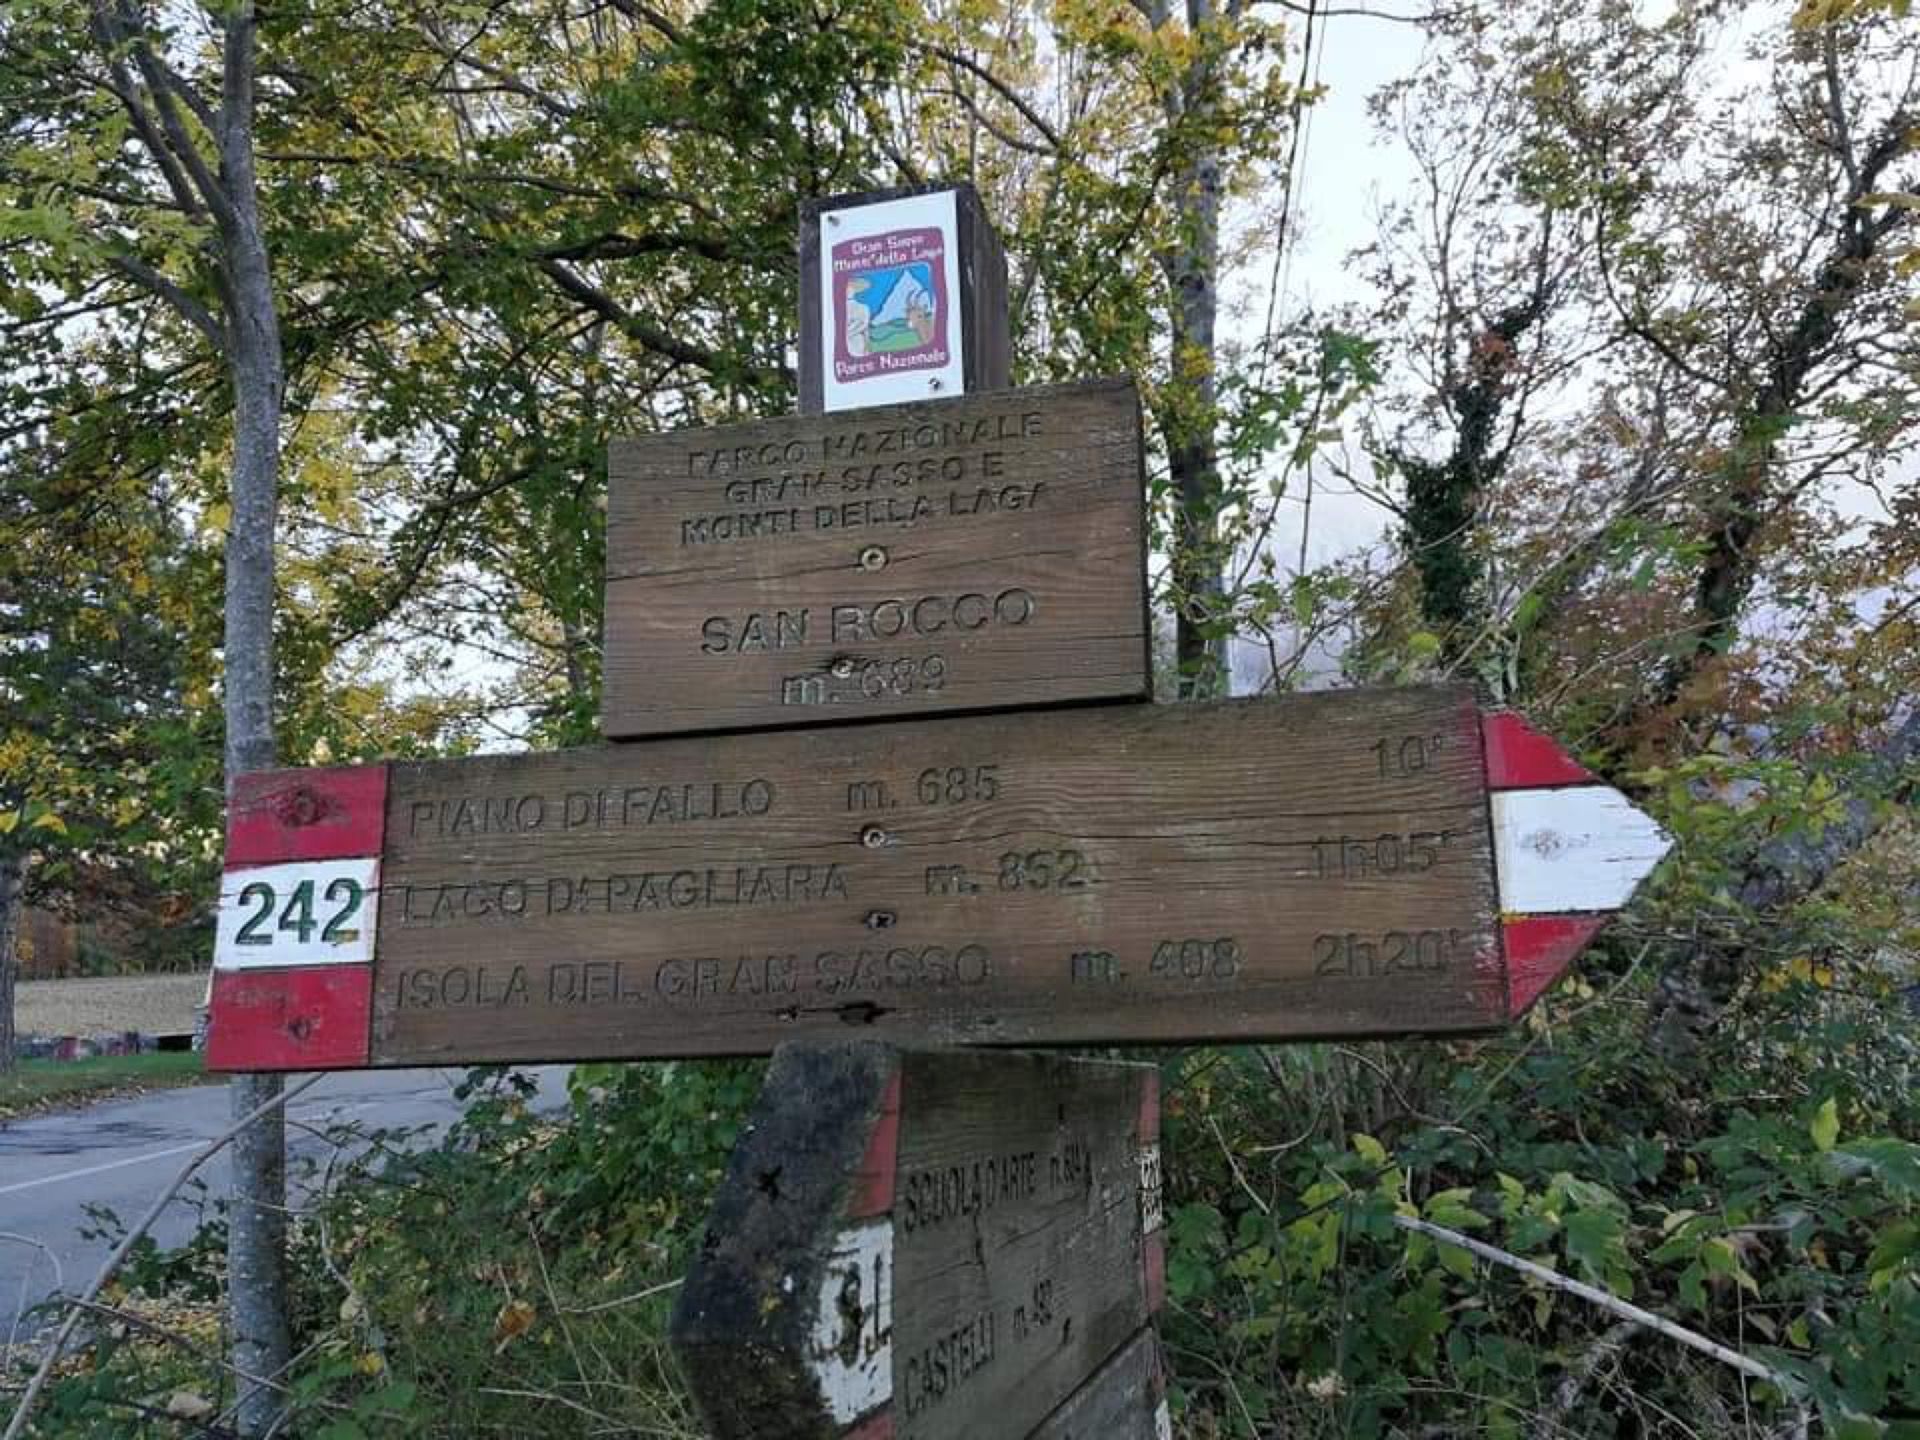 Gran Sasso
Monti della Laga
Parco Nazionale
PARCO NAZIONALE
GRAN SASSO E
MONTI DELLA LAGA
SAN ROCCO
m. 689
PIANO DI FALLO m. 685 10'
242
LAGO DI PAGLIARA m. 852 1h05'
ISOLA DEL GRAN SASSO m. 408 2h20'
SCUOLA D'ARTE
CASTELLI